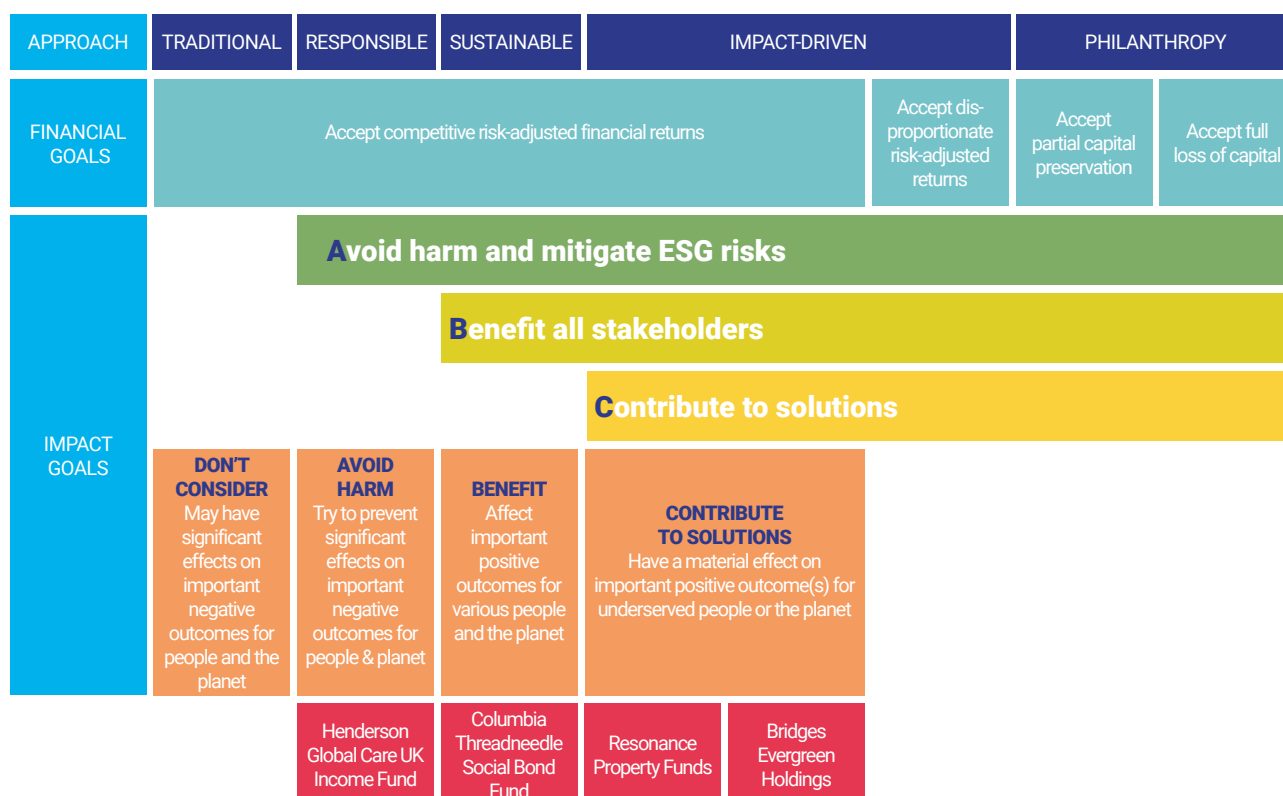 APPROACH
TRADITIONAL
RESPONSIBLE
SUSTAINABLE
IMPACT-DRIVEN
PHILANTHROPY
FINANCIAL
GOALS
Accept competitive risk-adjusted financial returns
Accept dis-
proportionate
risk-adjusted
returns
Accept
partial capital
preservation
Accept full
loss of capital
IMPACT
GOALS
Avoid harm and mitigate ESG risks
Benefit all stakeholders
Contribute to solutions
DON'T
CONSIDER
May have
significant
effects on
important
negative
outcomes for
people and the
planet
AVOID
HARM
Try to prevent
significant
effects on
important
negative
outcomes for
people & planet
BENEFIT
Affect
important
positive
outcomes for
various people
and the planet
CONTRIBUTE
TO SOLUTIONS
Have a material effect on
important positive outcome(s) for
underserved people or the planet
Henderson
Global Care UK
Income Fund
Columbia
Threadneedle
Social Bond
Fund
Resonance
Property Funds
Bridges
Evergreen
Holdings